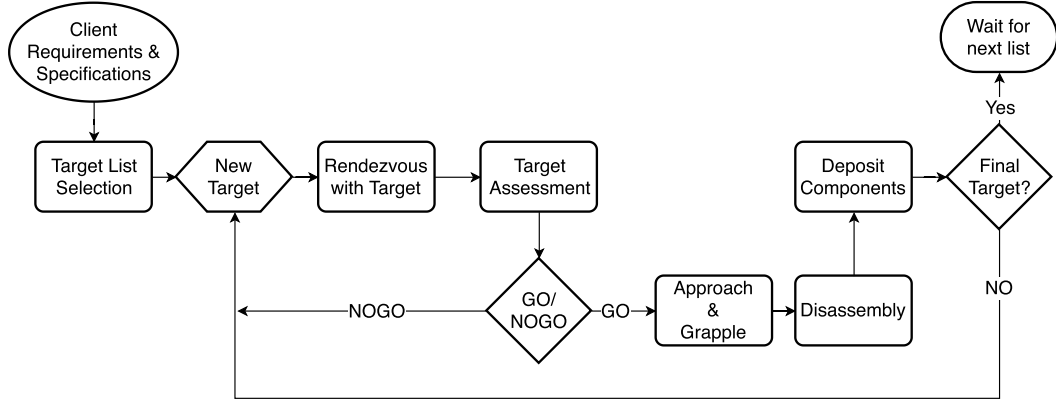 Client
Requirements &
Specifications
Wait for
next list
Yes
Target List
Selection
New
Target
Rendezvous
with Target
Target
Assessment
Deposit
Components
Final
Target?
NOGO
GO/
NOGO
GO
Approach
&
Grapple
Disassembly
NO